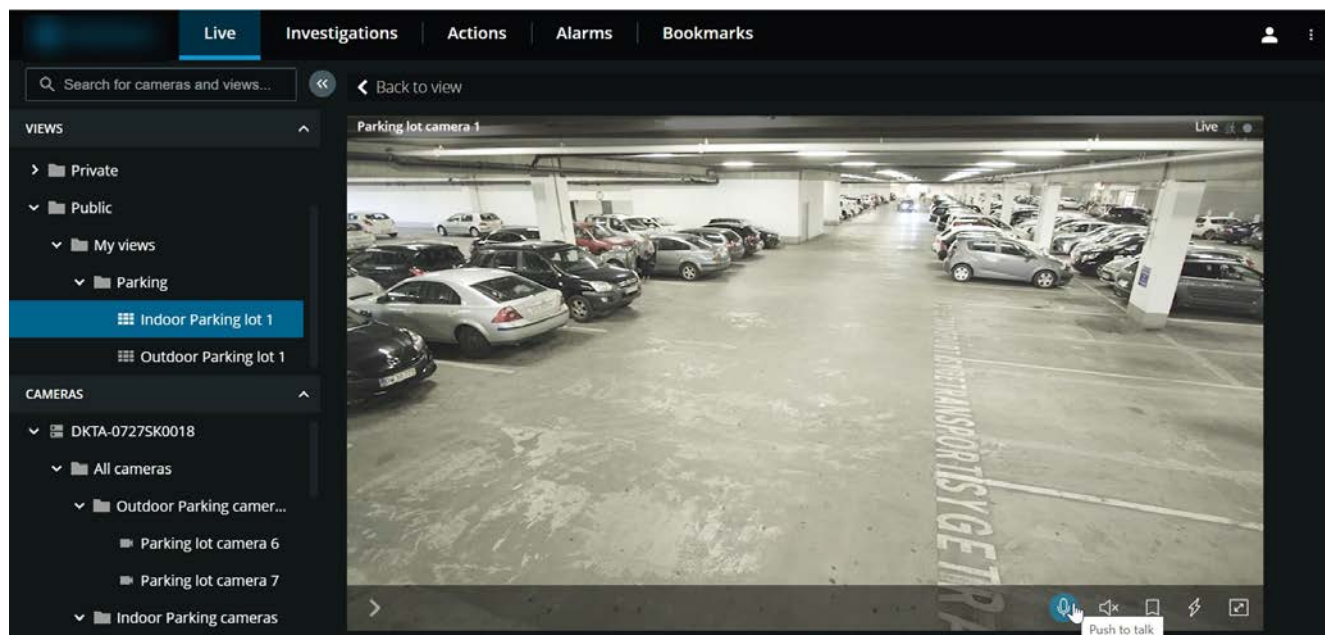 Live
Investigations
Actions
Alarms
Bookmarks
Search for cameras and views...
Back to view
VIEWS
Private
Public
My views
Parking
Indoor Parking lot 1
Outdoor Parking lot 1
CAMERAS
DKTA-0727SK0018
All cameras
Outdoor Parking camer...
Parking lot camera 6
Parking lot camera 7
Indoor Parking cameras
Parking lot camera 1
Live
Push to talk